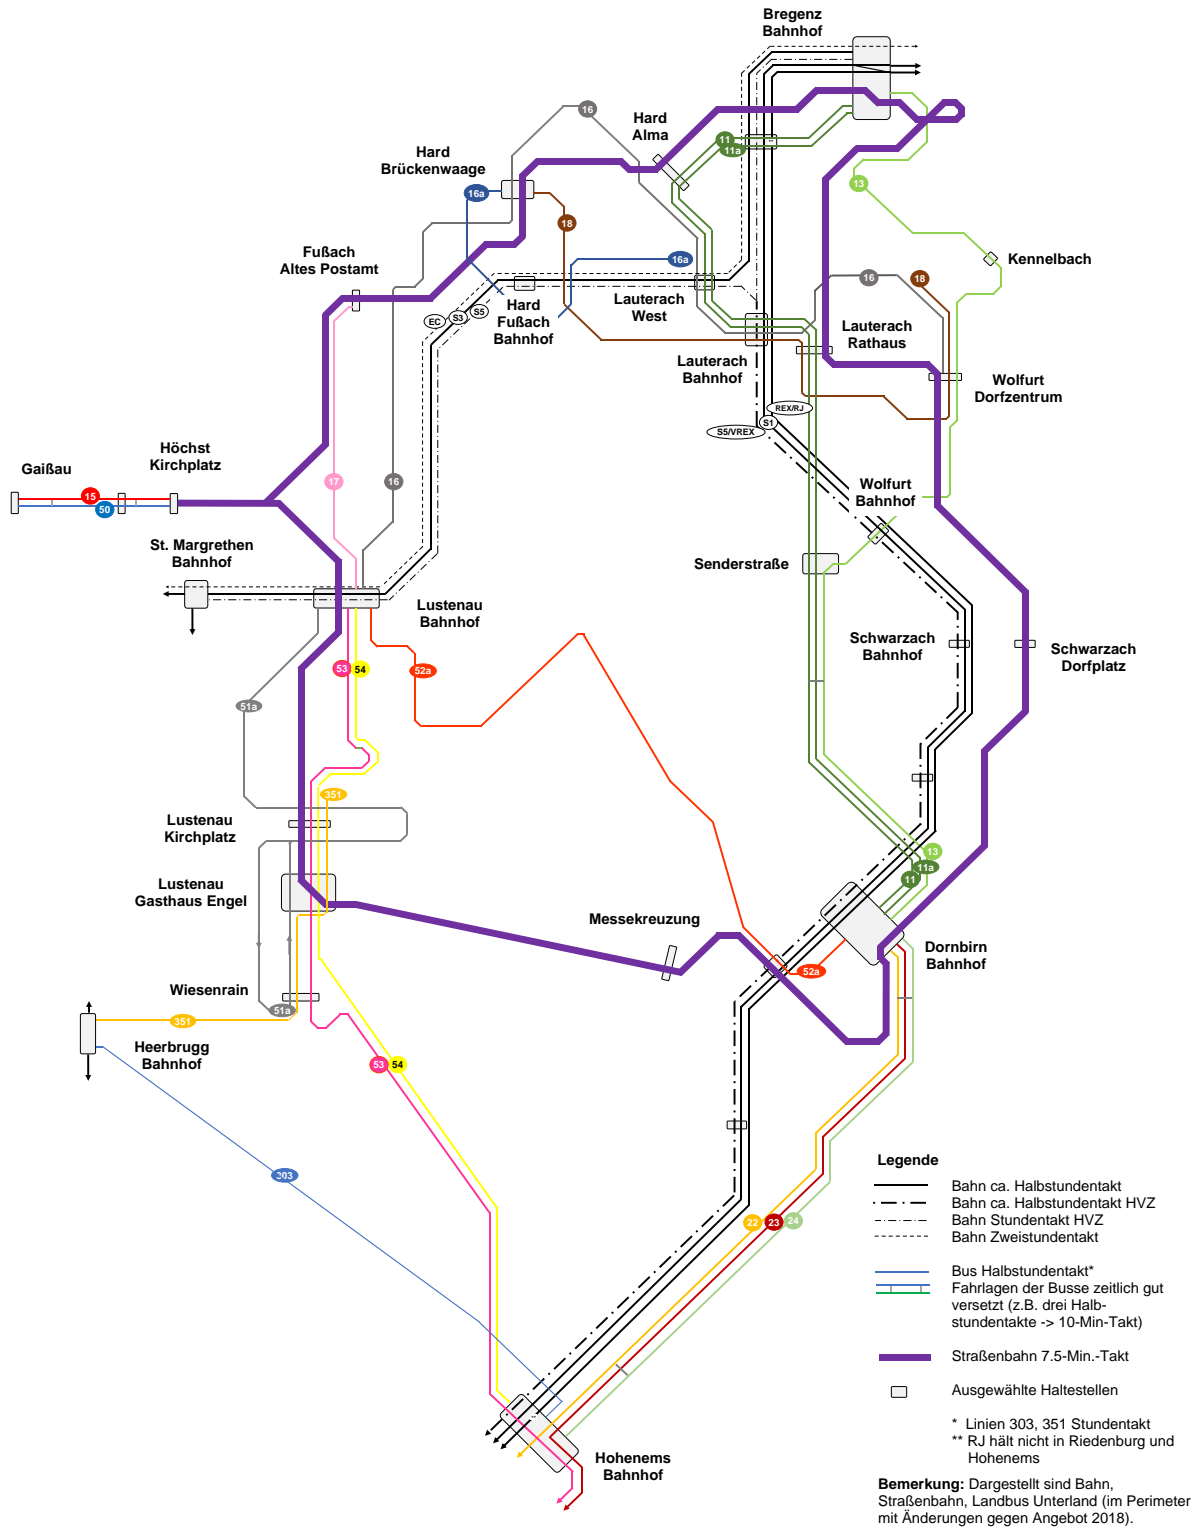 Bregenz
Bahnhof
16
Hard
Alma
11
11a
Hard
Brückenwaage
16a
18
13
Fußach
Altes Postamt
16a
Kennelbach
EC
S3
S5
Hard
Fußach
Bahnhof
Lauterach
West
16
18
Lauterach
Rathaus
Lauterach
Bahnhof
Wolfurt
Dorfzentrum
REX/RJ
S1
S5/VREX
Höchst
Kirchplatz
Gaißau
15
50
17
16
Wolfurt
Bahnhof
St. Margrethen
Bahnhof
Senderstraße
Lustenau
Bahnhof
Schwarzach
Bahnhof
Schwarzach
Dorfplatz
53
54
52a
51a
351
Lustenau
Kirchplatz
13
11a
11
Lustenau
Gasthaus Engel
Messekreuzung
Dornbirn
Bahnhof
52a
Wiesenrain
51a
351
Heerbrugg
Bahnhof
53
54
303
22
23
24
Hohenems
Bahnhof
Legende
Bahn ca. Halbstundentakt
Bahn ca. Halbstundentakt HVZ
Bahn Stundentakt HVZ
Bahn Zweistundentakt
Bus Halbstundentakt*
Fahrlagen der Busse zeitlich gut
versetzt (z.B. drei Halb-
stundentakte -> 10-Min-Takt)
Straßenbahn 7.5-Min.-Takt
Ausgewählte Haltestellen
* Linien 303, 351 Stundentakt
** RJ hält nicht in Riedenburg und
Hohenems
Bemerkung: Dargestellt sind Bahn,
Straßenbahn, Landbus Unterland (im Perimeter
mit Änderungen gegen Angebot 2018).